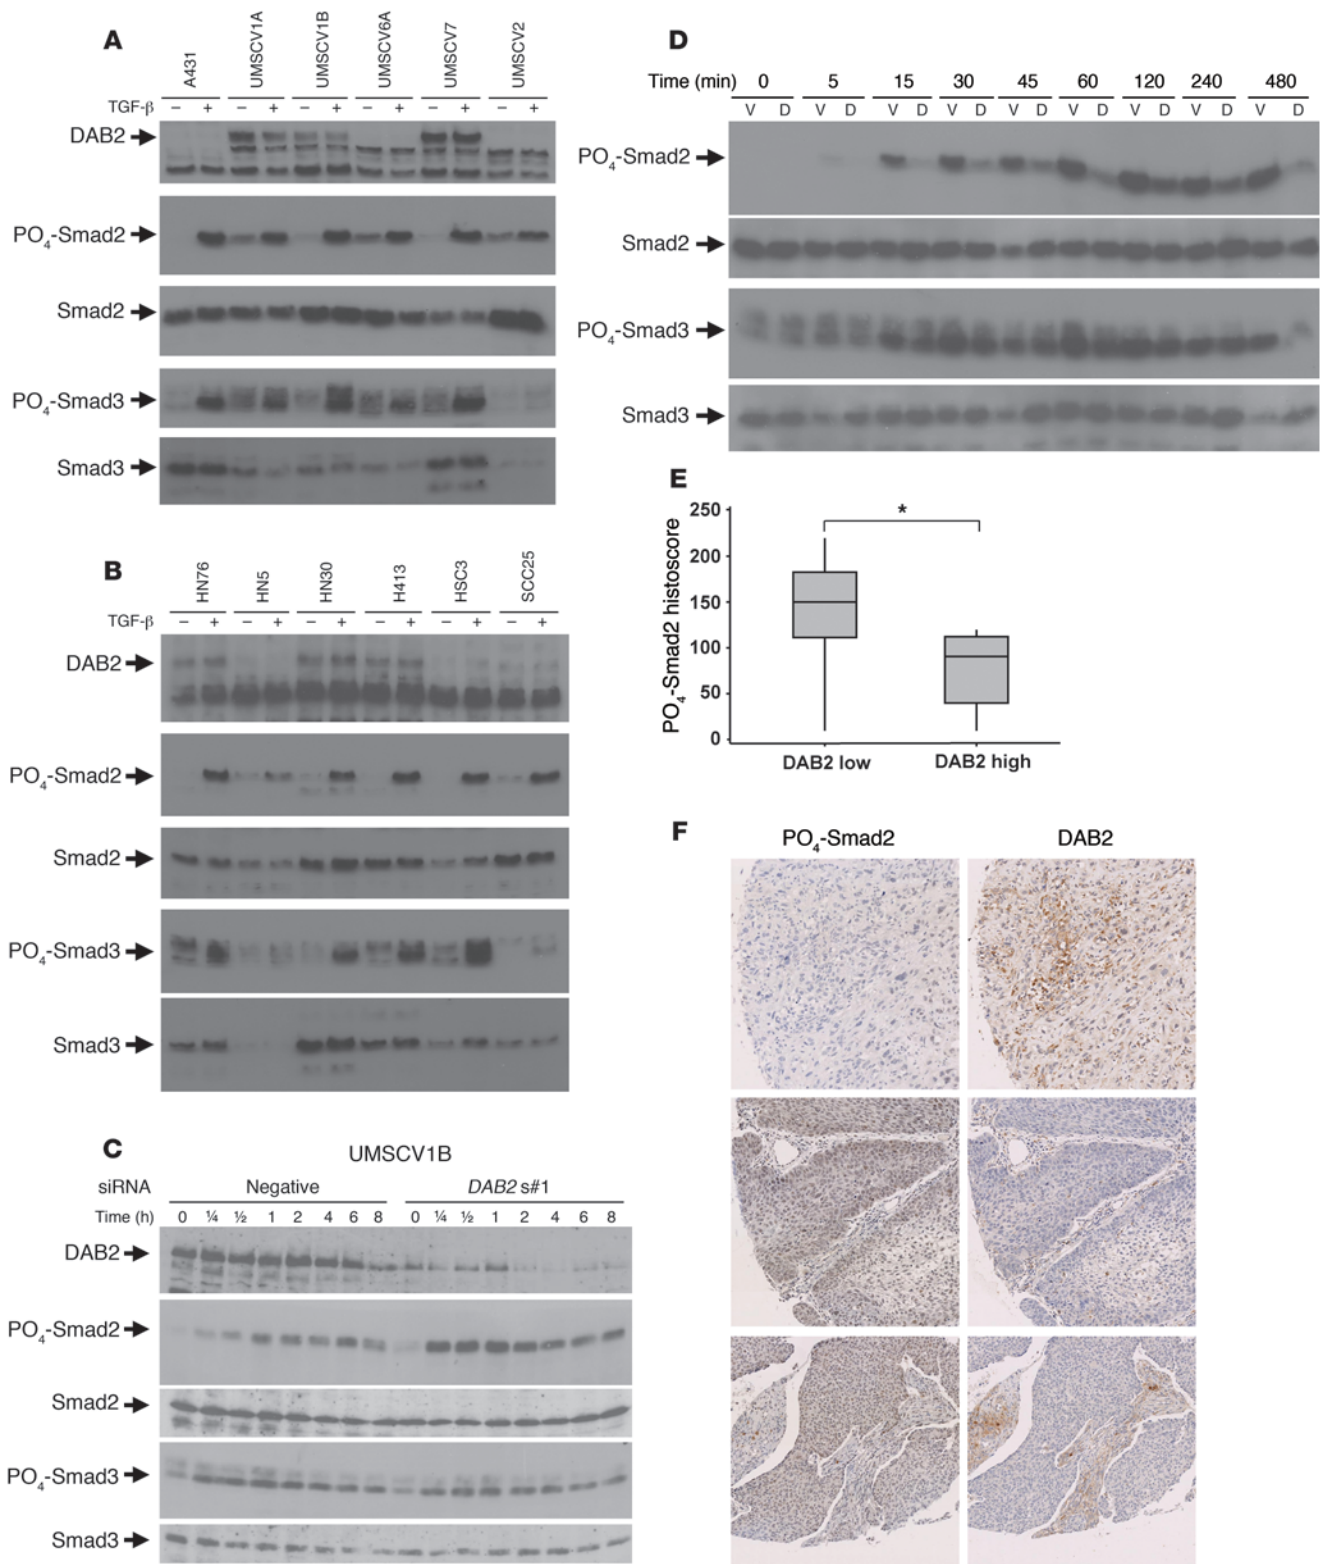 A
A431
UMSCV1A
UMSCV1B
UMSCV6A
UMSCV7
UMSCV2
TGF-β − + − + − + − + − + − +
DAB2
PO4-Smad2
Smad2
PO4-Smad3
Smad3
B
HN76
HN5
HN30
H413
HSC3
SCC25
TGF-β − + − + − + − + − + − +
DAB2
PO4-Smad2
Smad2
PO4-Smad3
Smad3
C
UMSCV1B
siRNA Negative DAB2 s#1
Time (h) 0 ¼ ½ 1 2 4 6 8 0 ¼ ½ 1 2 4 6 8
DAB2
PO4-Smad2
Smad2
PO4-Smad3
Smad3
D
Time (min) 0 5 15 30 45 60 120 240 480
V D V D V D V D V D V D V D V D V D
PO4-Smad2
Smad2
PO4-Smad3
Smad3
E
PO4-Smad2 histoscore
250
200
150
100
50
0
*
DAB2 low DAB2 high
F
PO4-Smad2 DAB2